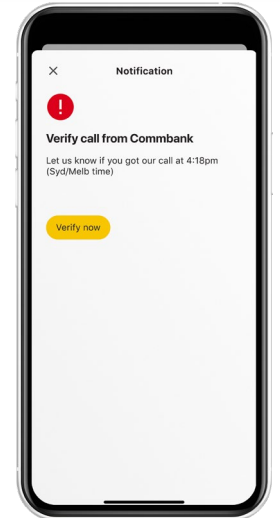 Notification
!
Verify call from Commbank
Let us know if you got our call at 4:18pm
(Syd/Melb time)
Verify now